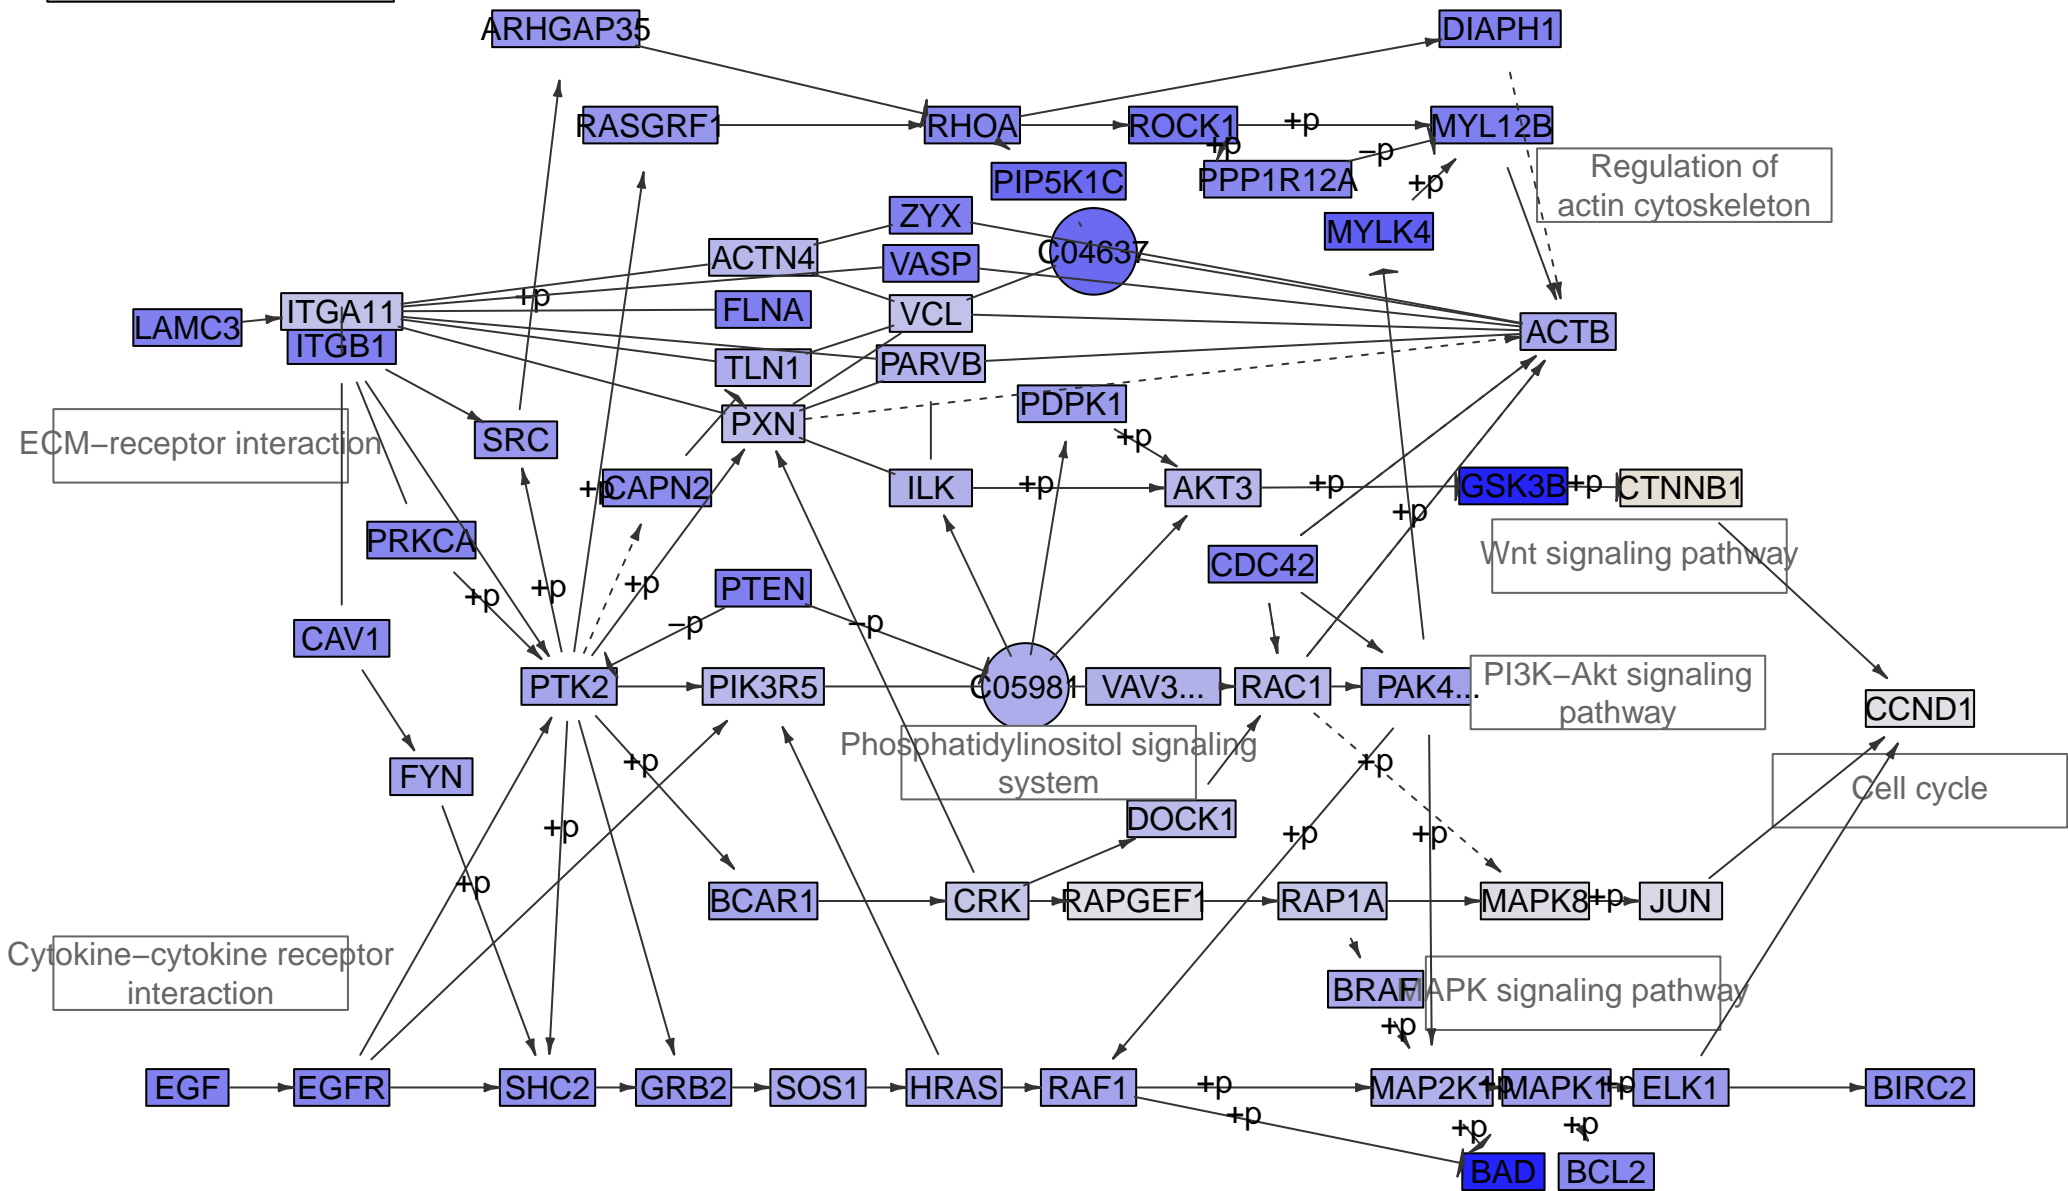 ARHGAP35
DIAPH1
RASGRF1
RHOA
ROCK1
+p
MYL12B
+p
−p
PIP5K1C
PPP1R12A
+p
Regulation of
actin cytoskeleton
ZYX
MYLK4
ACTN4
VASP
C04637
+p
ITGA11
FLNA
VCL
LAMC3
ITGB1
ACTB
TLN1
PARVB
PDPK1
PXN
ECM−receptor interaction
SRC
+p
+p
CAPN2
ILK
+p
AKT3
+p
GSK3B
+p
CTNNB1
+p
PRKCA
Wnt signaling pathway
CDC42
+p
+p
+p
PTEN
−p
−p
CAV1
PTK2
PIK3R5
C05981
VAV3...
RAC1
PAK4...
PI3K−Akt signaling
pathway
CCND1
Phosphatidylinositol signaling
system
+p
+p
FYN
Cell cycle
DOCK1
+p
+p
+p
+p
BCAR1
CRK
RAPGEF1
RAP1A
MAPK8
+p
JUN
Cytokine−cytokine receptor
interaction
BRAF
MAPK signaling pathway
+p
EGF
EGFR
SHC2
GRB2
SOS1
HRAS
RAF1
+p
MAP2K1
+p
MAPK1
+p
ELK1
BIRC2
+p
+p
+p
BAD
BCL2